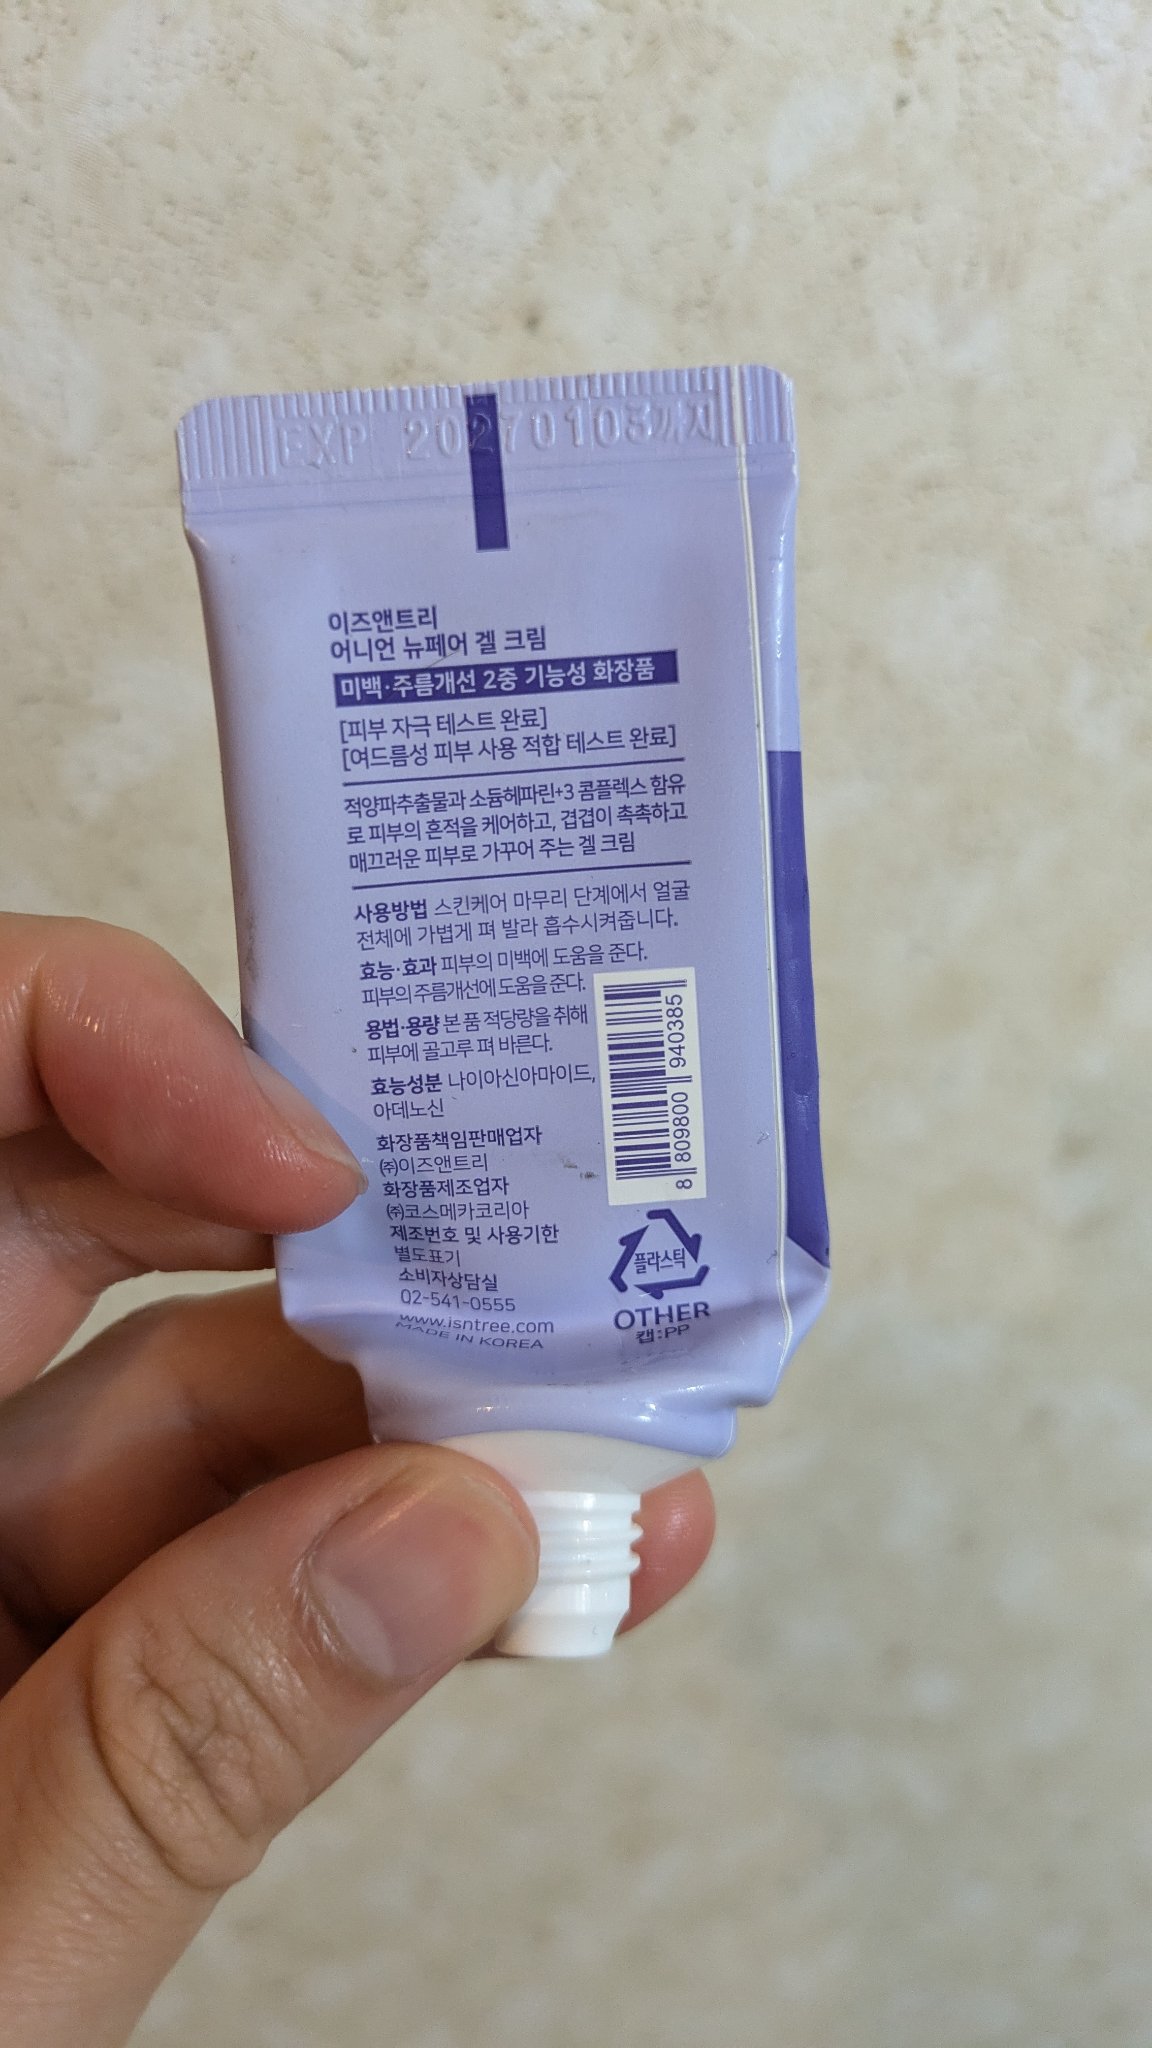 EXP 20270103까지
이즈앤트리
어니언 뉴페어 겔 크림
미백·주름개선 2중 기능성 화장품
[피부 자극 테스트 완료]
[여드름성 피부 사용 적합 테스트 완료]
적양파추출물과 소듐헤파린+3 콤플렉스 함유
로 피부의 흔적을 케어하고, 겹겹이 촉촉하고
매끄러운 피부로 가꾸어 주는 겔 크림
사용방법 스킨케어 마무리 단계에서 얼굴
전체에 가볍게 펴 발라 흡수시켜줍니다.
효능·효과 피부의 미백에 도움을 준다.
피부의 주름개선에 도움을 준다.
용법·용량 본 품 적당량을 취해
피부에 골고루 펴 바른다.
효능성분 나이아신아마이드,
아데노신
화장품책임판매업자
㈜이즈앤트리
화장품제조업자
㈜코스메카코리아
제조번호 및 사용기한
별도표기
소비자상담실
02-541-0555
www.isntree.com
MADE IN KOREA
8 809800 940385
플라스틱
OTHER
캡:PP